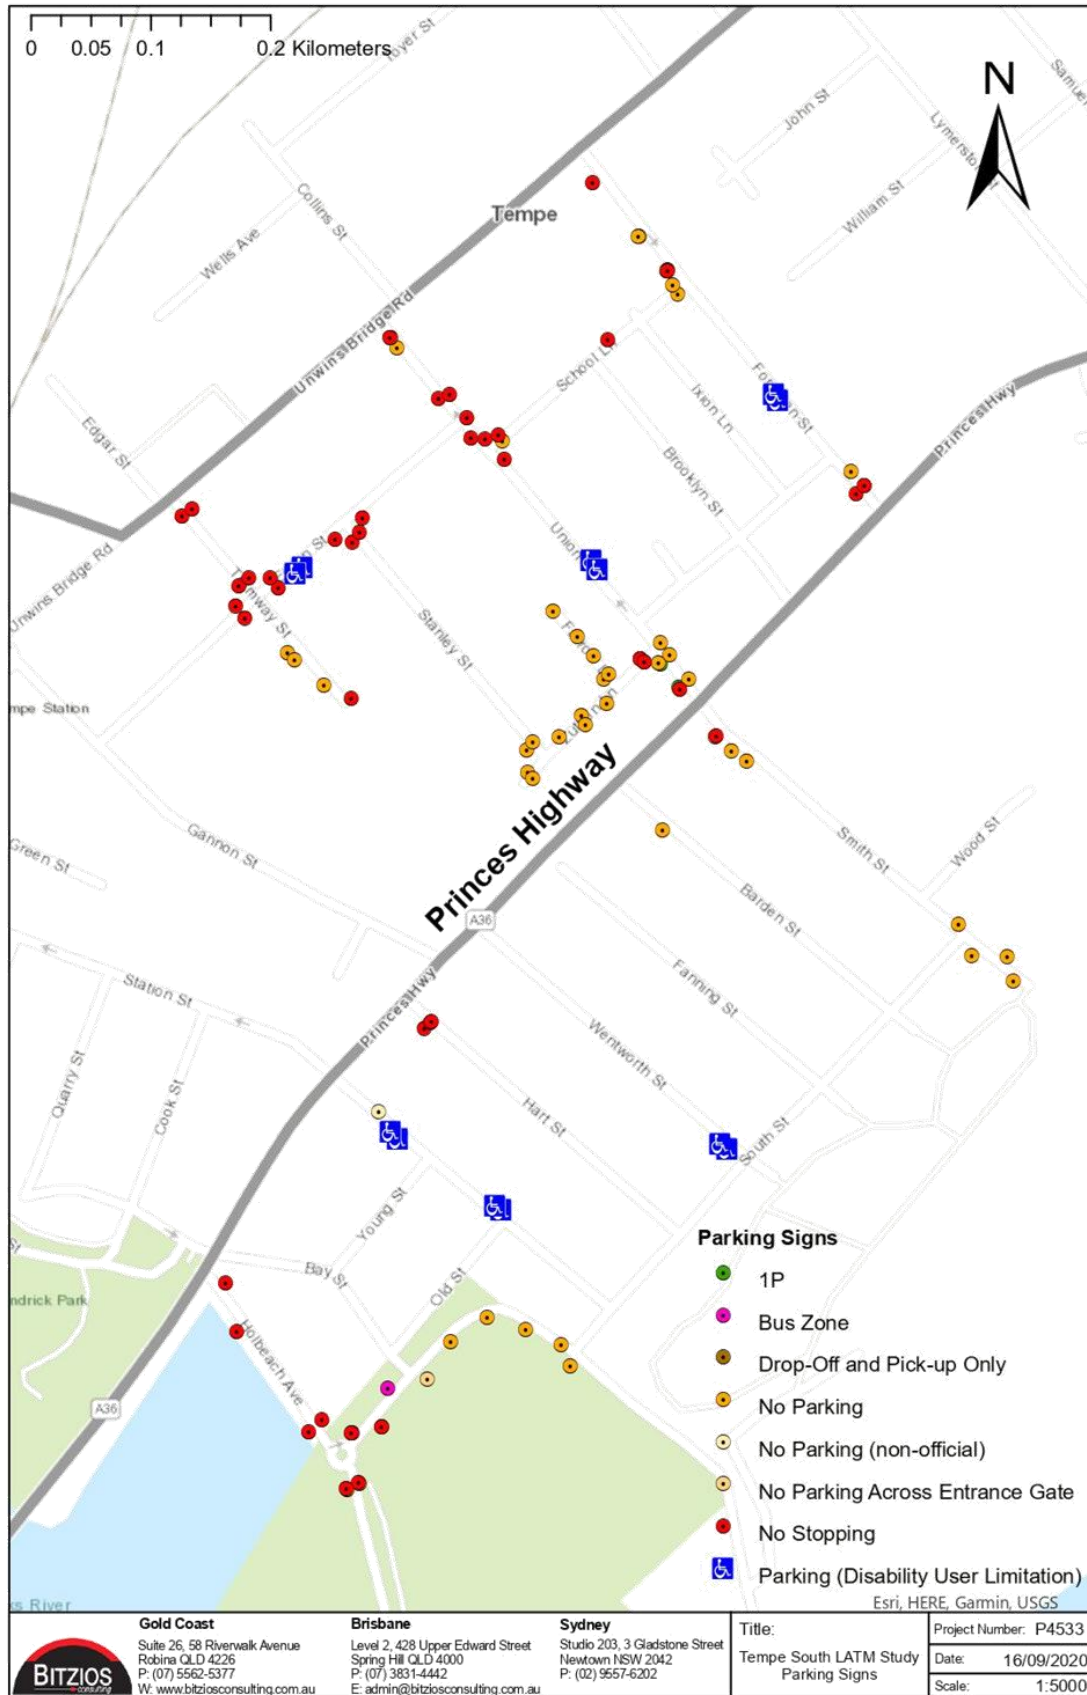 0 0.05 0.1 0.2 Kilometers
N
Collins St
John St
Tempe
William St
Wells Ave
Unwins Bridge Rd
School Ln
Edgar St
Ixion Ln
Princes Hwy
Brooklyn St
Union
Unwins Bridge Rd
Stanley St
mpe Station
Princes Highway
Green St
Gannon St
Smith St
Wood St
A36
Barden St
Fanning St
Station St
Princes Hwy
Wentworth St
Quarry St
Cook St
Hart St
South St
Young St
Bay St
Old St
ndrick Park
Holbeach Ave
A36
ks River
Parking Signs
1P
Bus Zone
Drop-Off and Pick-up Only
No Parking
No Parking (non-official)
No Parking Across Entrance Gate
No Stopping
Parking (Disability User Limitation)
Esri, HERE, Garmin, USGS
BITZIOS
consulting
Gold Coast
Suite 26, 58 Riverwalk Avenue
Robina QLD 4226
P: (07) 5562-5377
W: www.bitziosconsulting.com.au
Brisbane
Level 2, 428 Upper Edward Street
Spring Hill QLD 4000
P: (07) 3831-4442
E: admin@bitziosconsulting.com.au
Sydney
Studio 203, 3 Gladstone Street
Newtown NSW 2042
P: (02) 9557-6202
Title:
Tempe South LATM Study
Parking Signs
Project Number: P4533
Date: 16/09/2020
Scale: 1:5000